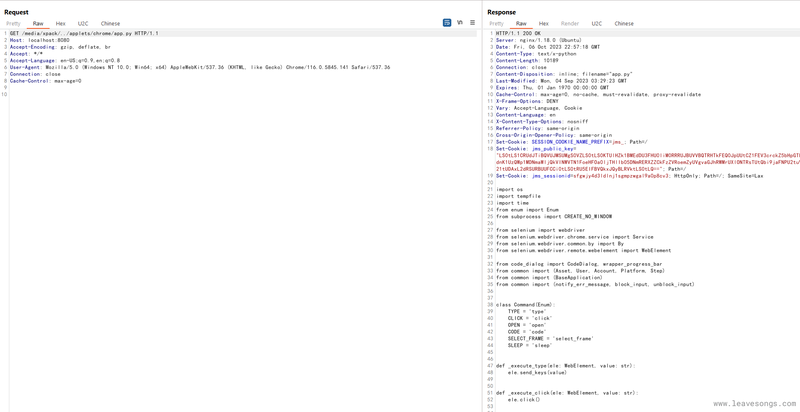 Request
Pretty Raw Hex U2C Chinese
1 GET /media/xpack/../applets/chrome/app.py HTTP/1.1
2 Host: localhost:8080
3 Accept-Encoding: gzip, deflate, br
4 Accept: */*
5 Accept-Language: en-US;q=0.9,en;q=0.8
6 User-Agent: Mozilla/5.0 (Windows NT 10.0; Win64; x64) AppleWebKit/537.36 (KHTML, like Gecko) Chrome/116.0.5845.141 Safari/537.36
7 Connection: close
8 Cache-Control: max-age=0
9
10
Response
Pretty Raw Hex Render U2C Chinese
1 HTTP/1.1 200 OK
2 Server: nginx/1.18.0 (Ubuntu)
3 Date: Fri, 06 Oct 2023 22:57:18 GMT
4 Content-Type: text/x-python
5 Content-Length: 10189
6 Connection: close
7 Content-Disposition: inline; filename="app.py"
8 Last-Modified: Mon, 04 Sep 2023 03:29:23 GMT
9 Expires: Thu, 01 Jan 1970 00:00:00 GMT
10 Cache-Control: max-age=0, no-cache, must-revalidate, proxy-revalidate
11 X-Frame-Options: DENY
12 Vary: Accept-Language, Cookie
13 Content-Language: en
14 X-Content-Type-Options: nosniff
15 Referrer-Policy: same-origin
16 Cross-Origin-Opener-Policy: same-origin
17 Set-Cookie: SESSION_COOKIE_NAME_PREFIX=jms_; Path=/
18 Set-Cookie: jms_public_key=
Path=/
19 Set-Cookie: HttpOnly; Path=/; SameSite=Lax
20
21 import os
22 import tempfile
23 import time
24 from enum import Enum
25 from subprocess import CREATE_NO_WINDOW
26
27 from selenium import webdriver
28 from selenium.webdriver.chrome.service import Service
29 from selenium.webdriver.common.by import By
30 from selenium.webdriver.remote.webelement import WebElement
31
32 from code_dialog import CodeDialog, wrapper_progress_bar
33 from common import (Asset, User, Account, Platform, Step)
34 from common import (BaseApplication)
35 from common import (notify_err_message, block_input, unblock_input)
36
37
38 class Command(Enum):
39 TYPE = 'type'
40 CLICK = 'click'
41 OPEN = 'open'
42 CODE = 'code'
43 SELECT_FRAME = 'select_frame'
44 SLEEP = 'sleep'
45
46
47 def _execute_type(ele: WebElement, value: str):
48 ele.send_keys(value)
49
50
51 def _execute_click(ele: WebElement, value: str):
52 ele.click()
53
www.leavesongs.com